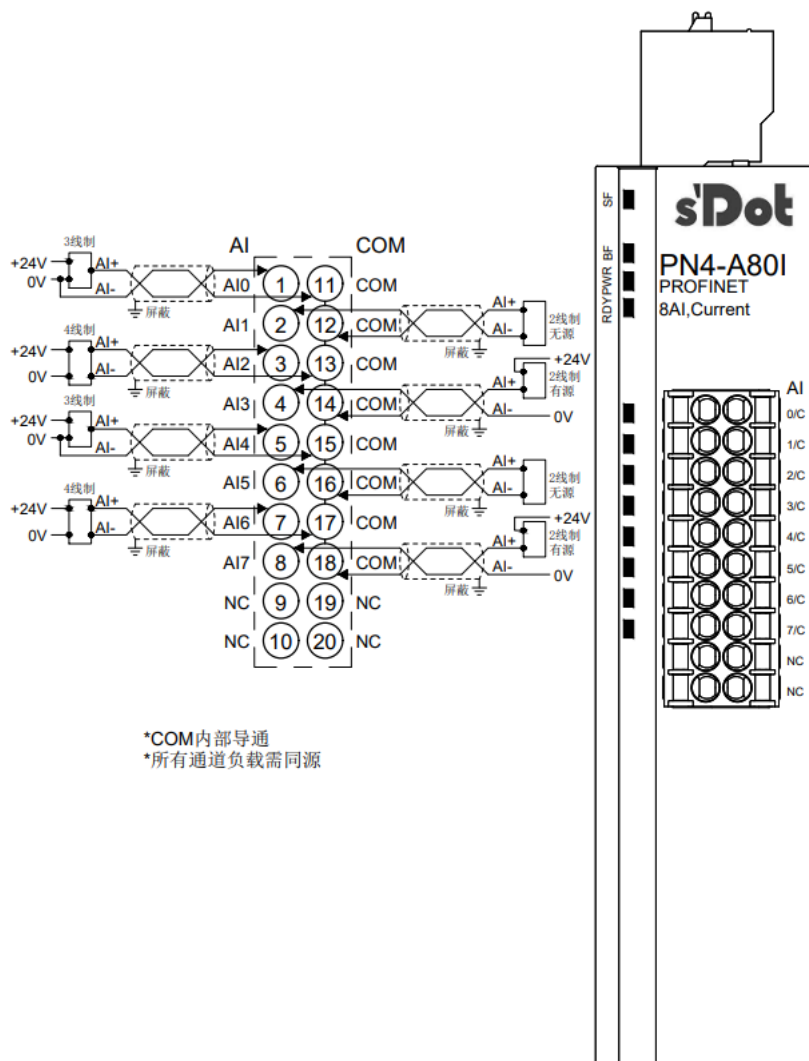 s'Dot
PN4-A80I
PROFINET
8AI,Current
SF
BF
PWR
RDY
AI
0/C
1/C
2/C
3/C
4/C
5/C
6/C
7/C
NC
NC
AI
COM
3线制
+24V
0V
AI+
AI-
屏蔽
AI0
1
11
COM
AI1
2
12
COM
AI+
AI-
屏蔽
2线制
无源
4线制
+24V
0V
AI+
AI-
屏蔽
AI2
3
13
COM
AI3
4
14
COM
AI+
AI-
屏蔽
+24V
2线制
有源
0V
3线制
+24V
0V
AI+
AI-
屏蔽
AI4
5
15
COM
AI5
6
16
COM
AI+
AI-
屏蔽
2线制
无源
4线制
+24V
0V
AI+
AI-
屏蔽
AI6
7
17
COM
AI7
8
18
COM
AI+
AI-
屏蔽
+24V
2线制
有源
0V
NC
9
19
NC
NC
10
20
NC
*COM内部导通
*所有通道负载需同源